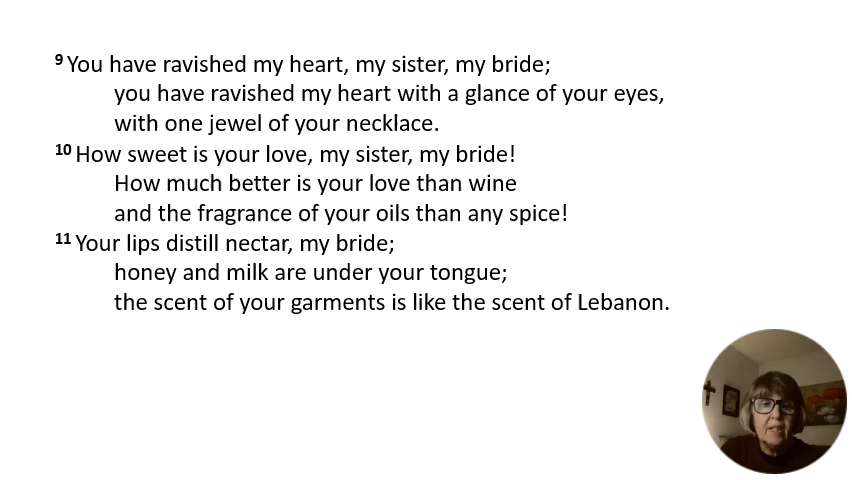 9 You have ravished my heart, my sister, my bride;
you have ravished my heart with a glance of your eyes,
with one jewel of your necklace.
10 How sweet is your love, my sister, my bride!
How much better is your love than wine
and the fragrance of your oils than any spice!
11 Your lips distill nectar, my bride;
honey and milk are under your tongue;
the scent of your garments is like the scent of Lebanon.